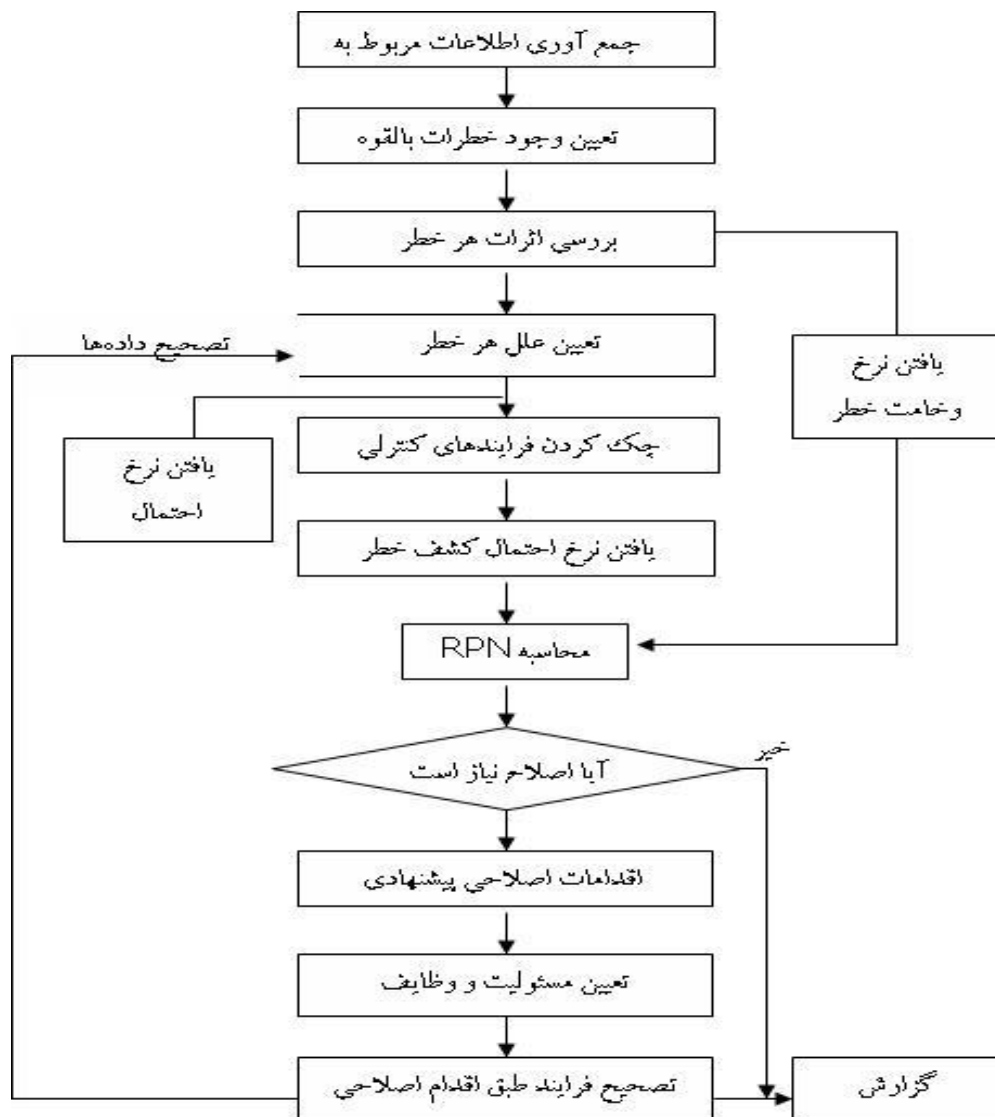 جمع آوری اطلاعات مربوط به
تعیین وجود خطرات بالقوه
بررسی اثرات هر خطر
تعیین علل هر خطر
تصحیح داده‌ها
یافتن نرخ
وخامت خطر
چک کردن فرایندهای کنترلی
یافتن نرخ
احتمال
یافتن نرخ احتمال کشف خطر
محاسبه RPN
آیا اصلاح نیاز است
خیر
اقدامات اصلاحی پیشنهادی
تعیین مسئولیت و وظایف
تصحیح فرایند طبق اقدام اصلاحی
گزارش